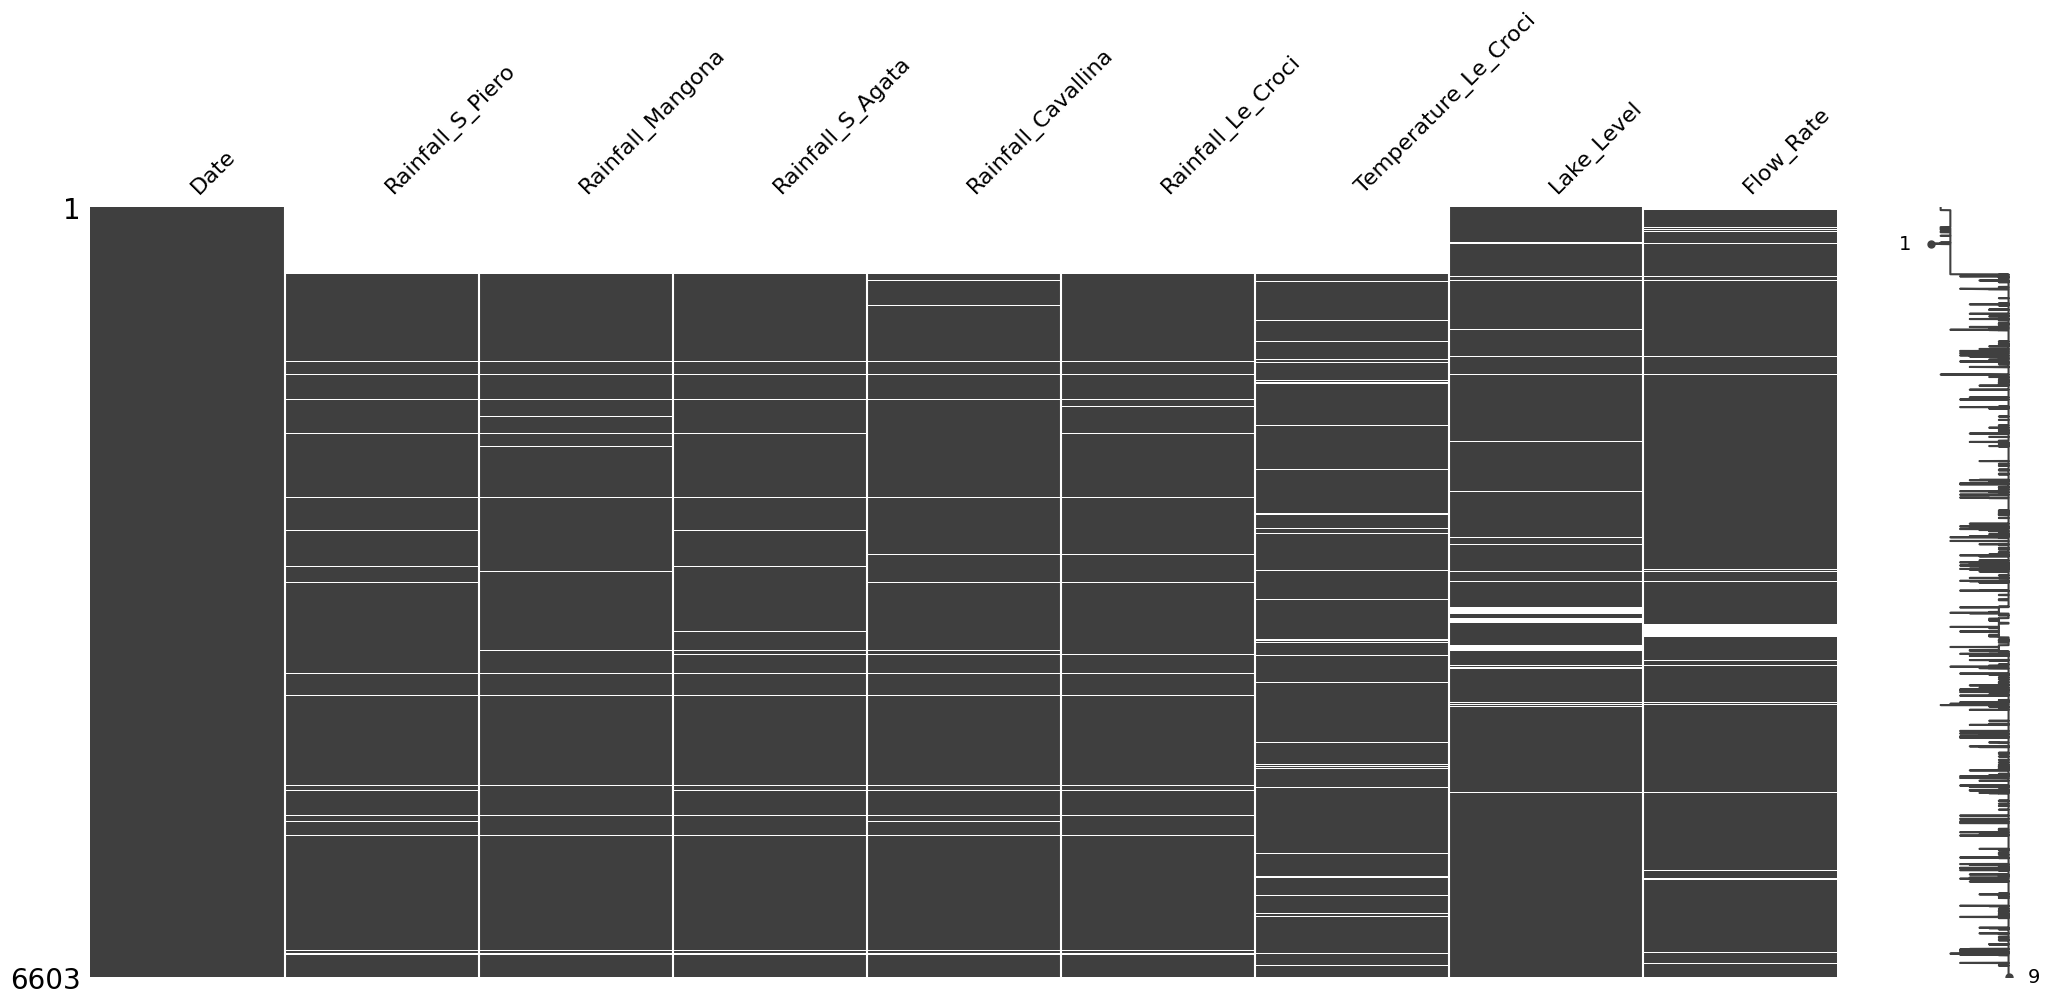 Date
Rainfall_S_Piero
Rainfall_Mangona
Rainfall_S_Agata
Rainfall_Cavallina
Rainfall_Le_Croci
Temperature_Le_Croci
Lake_Level
Flow_Rate
1
1
6603
9